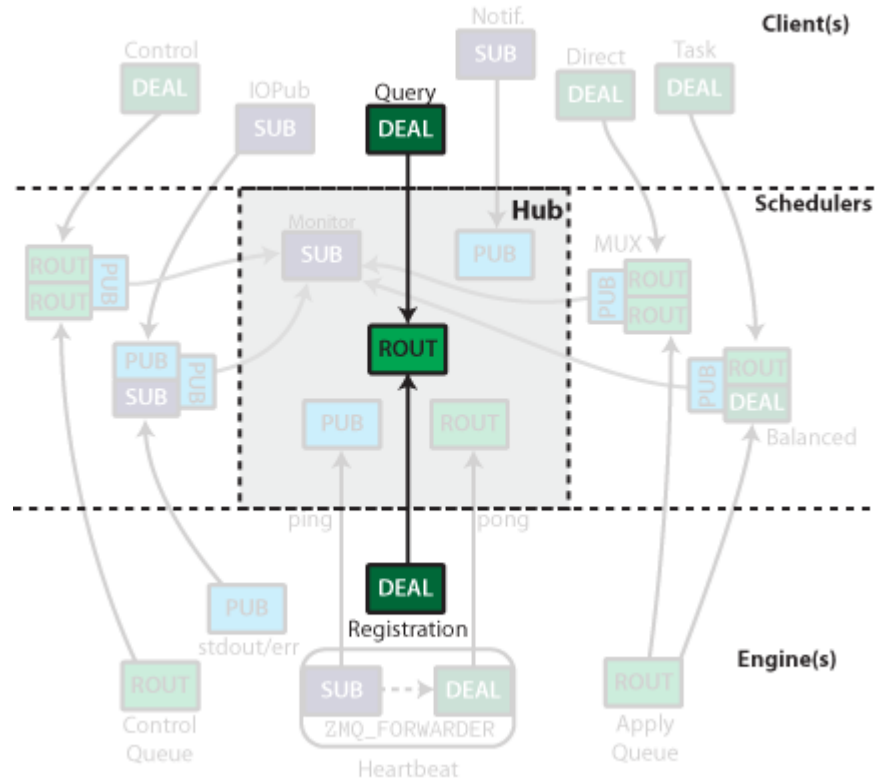 Notif.
Client(s)
Control
SUB
Direct
Task
DEAL
IOPub
Query
DEAL
DEAL
SUB
DEAL
Hub
Schedulers
Monitor
SUB
PUB
MUX
ROUT
ROUT
PUB
PUB
ROUT
ROUT
ROUT
PUB
SUB
PUB
PUB
ROUT
DEAL
PUB
ROUT
Balanced
ping
pong
DEAL
PUB
Registration
stdout/err
Engine(s)
ROUT
SUB
DEAL
ROUT
Control
Queue
ZMQ_FORWARDER
Apply
Queue
Heartbeat